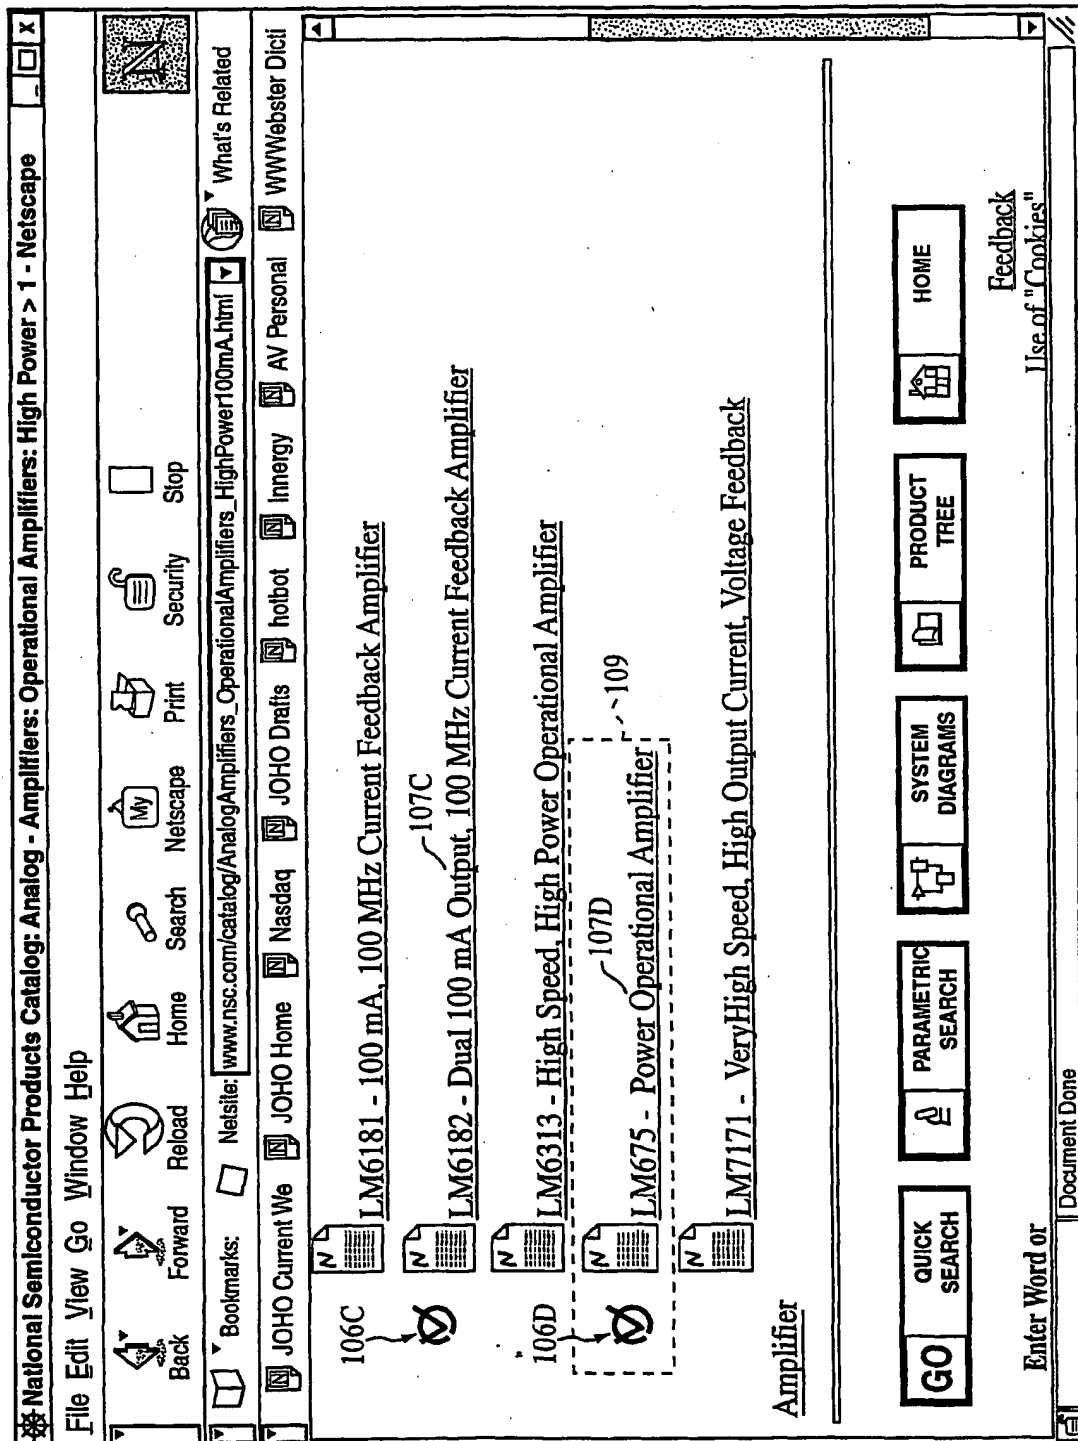 National Semiconductor Products Catalog: Analog - Amplifiers: Operational Amplifiers: High Power > 1 - Netscape
File Edit View Go Window Help
Back Forward Reload Home Search Netscape Print Security Stop
My
N
Bookmarks: Netsite: www.nsc.com/catalog/AnalogAmplifiers_OperationalAmplifiers_HighPower100mA.html What's Related
JOHO Current We JOHO Home Nasdaq JOHO Drafts hotbot Innergy AV Personal WWWebster Dicti
LM6181 - 100 mA, 100 MHz Current Feedback Amplifier
106C
107C
LM6182 - Dual 100 mA Output, 100 MHz Current Feedback Amplifier
LM6313 - High Speed, High Power Operational Amplifier
106D
107D
109
LM675 - Power Operational Amplifier
LM7171 - VeryHigh Speed, High Output Current, Voltage Feedback
Amplifier
GO QUICK SEARCH
PARAMETRIC SEARCH
SYSTEM DIAGRAMS
PRODUCT TREE
HOME
Feedback
Enter Word or Use of "Cookies"
Document Done